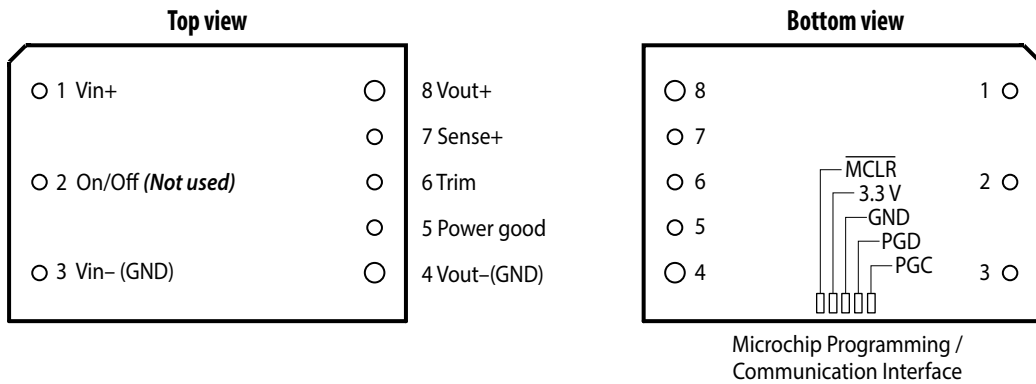 Top view
1 Vin+
2 On/Off (Not used)
3 Vin– (GND)
8 Vout+
7 Sense+
6 Trim
5 Power good
4 Vout–(GND)
Bottom view
8
7
6
5
4
1
2
3
MCLR
3.3 V
GND
PGD
PGC
Microchip Programming /
Communication Interface